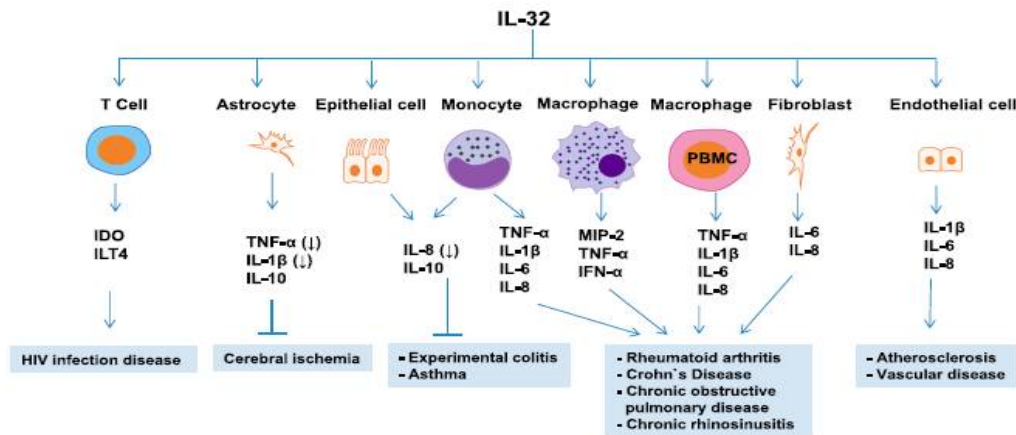 IL-32
T Cell
Astrocyte
Epithelial cell
Monocyte
Macrophage
Macrophage
Fibroblast
Endothelial cell
PBMC
IDO
ILT4
TNF-α (↓)
IL-1β (↓)
IL-10
IL-8 (↓)
IL-10
TNF-α
IL-1β
IL-6
IL-8
MIP-2
TNF-α
IFN-α
TNF-α
IL-1β
IL-6
IL-8
IL-6
IL-8
IL-1β
IL-6
IL-8
HIV infection disease
Cerebral ischemia
- Experimental colitis
- Asthma
- Rheumatoid arthritis
- Crohn`s Disease
- Chronic obstructive
pulmonary disease
- Chronic rhinosinusitis
- Atherosclerosis
- Vascular disease